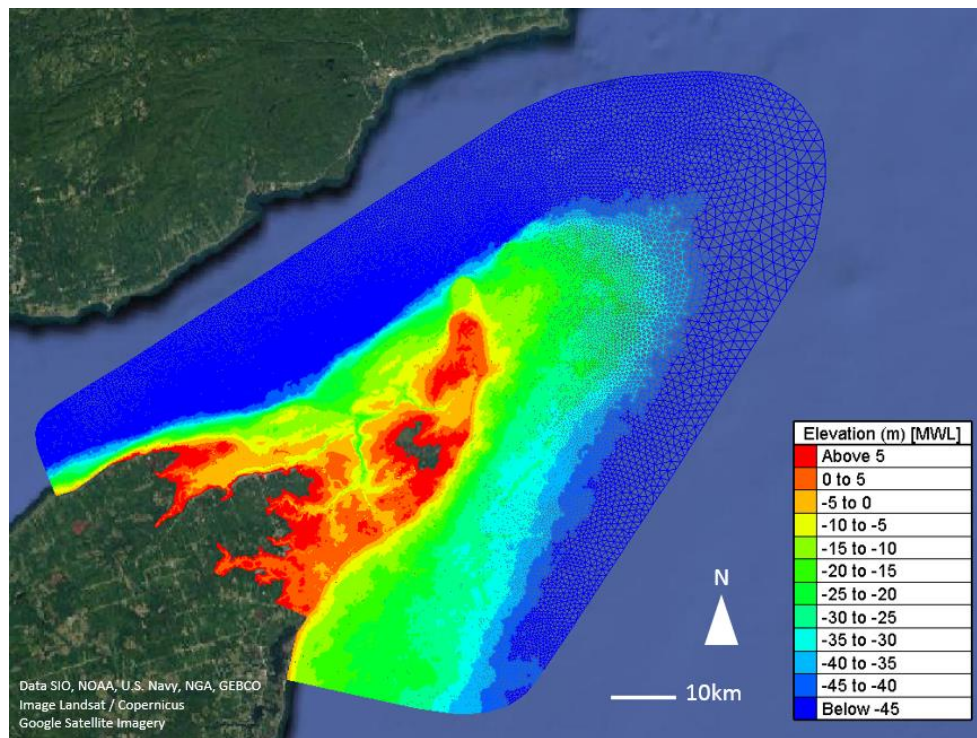 Elevation (m) [MWL]
Above 5
0 to 5
-5 to 0
-10 to -5
-15 to -10
-20 to -15
-25 to -20
-30 to -25
-35 to -30
-40 to -35
-45 to -40
Below -45
N
10km
Data SIO, NOAA, U.S. Navy, NGA, GEBCO
Image Landsat / Copernicus
Google Satellite Imagery